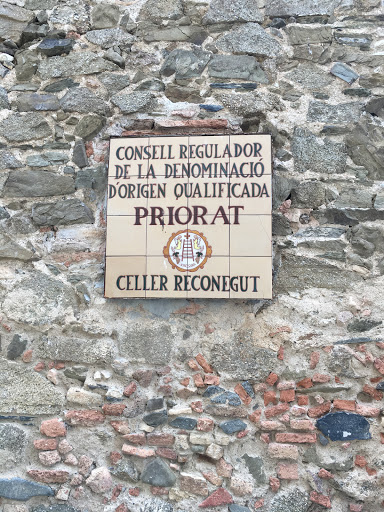 CONSELL REGULADOR
DE LA DENOMINACIÓ
D'ORIGEN QUALIFICADA
PRIORAT
CELLER RECONEGUT